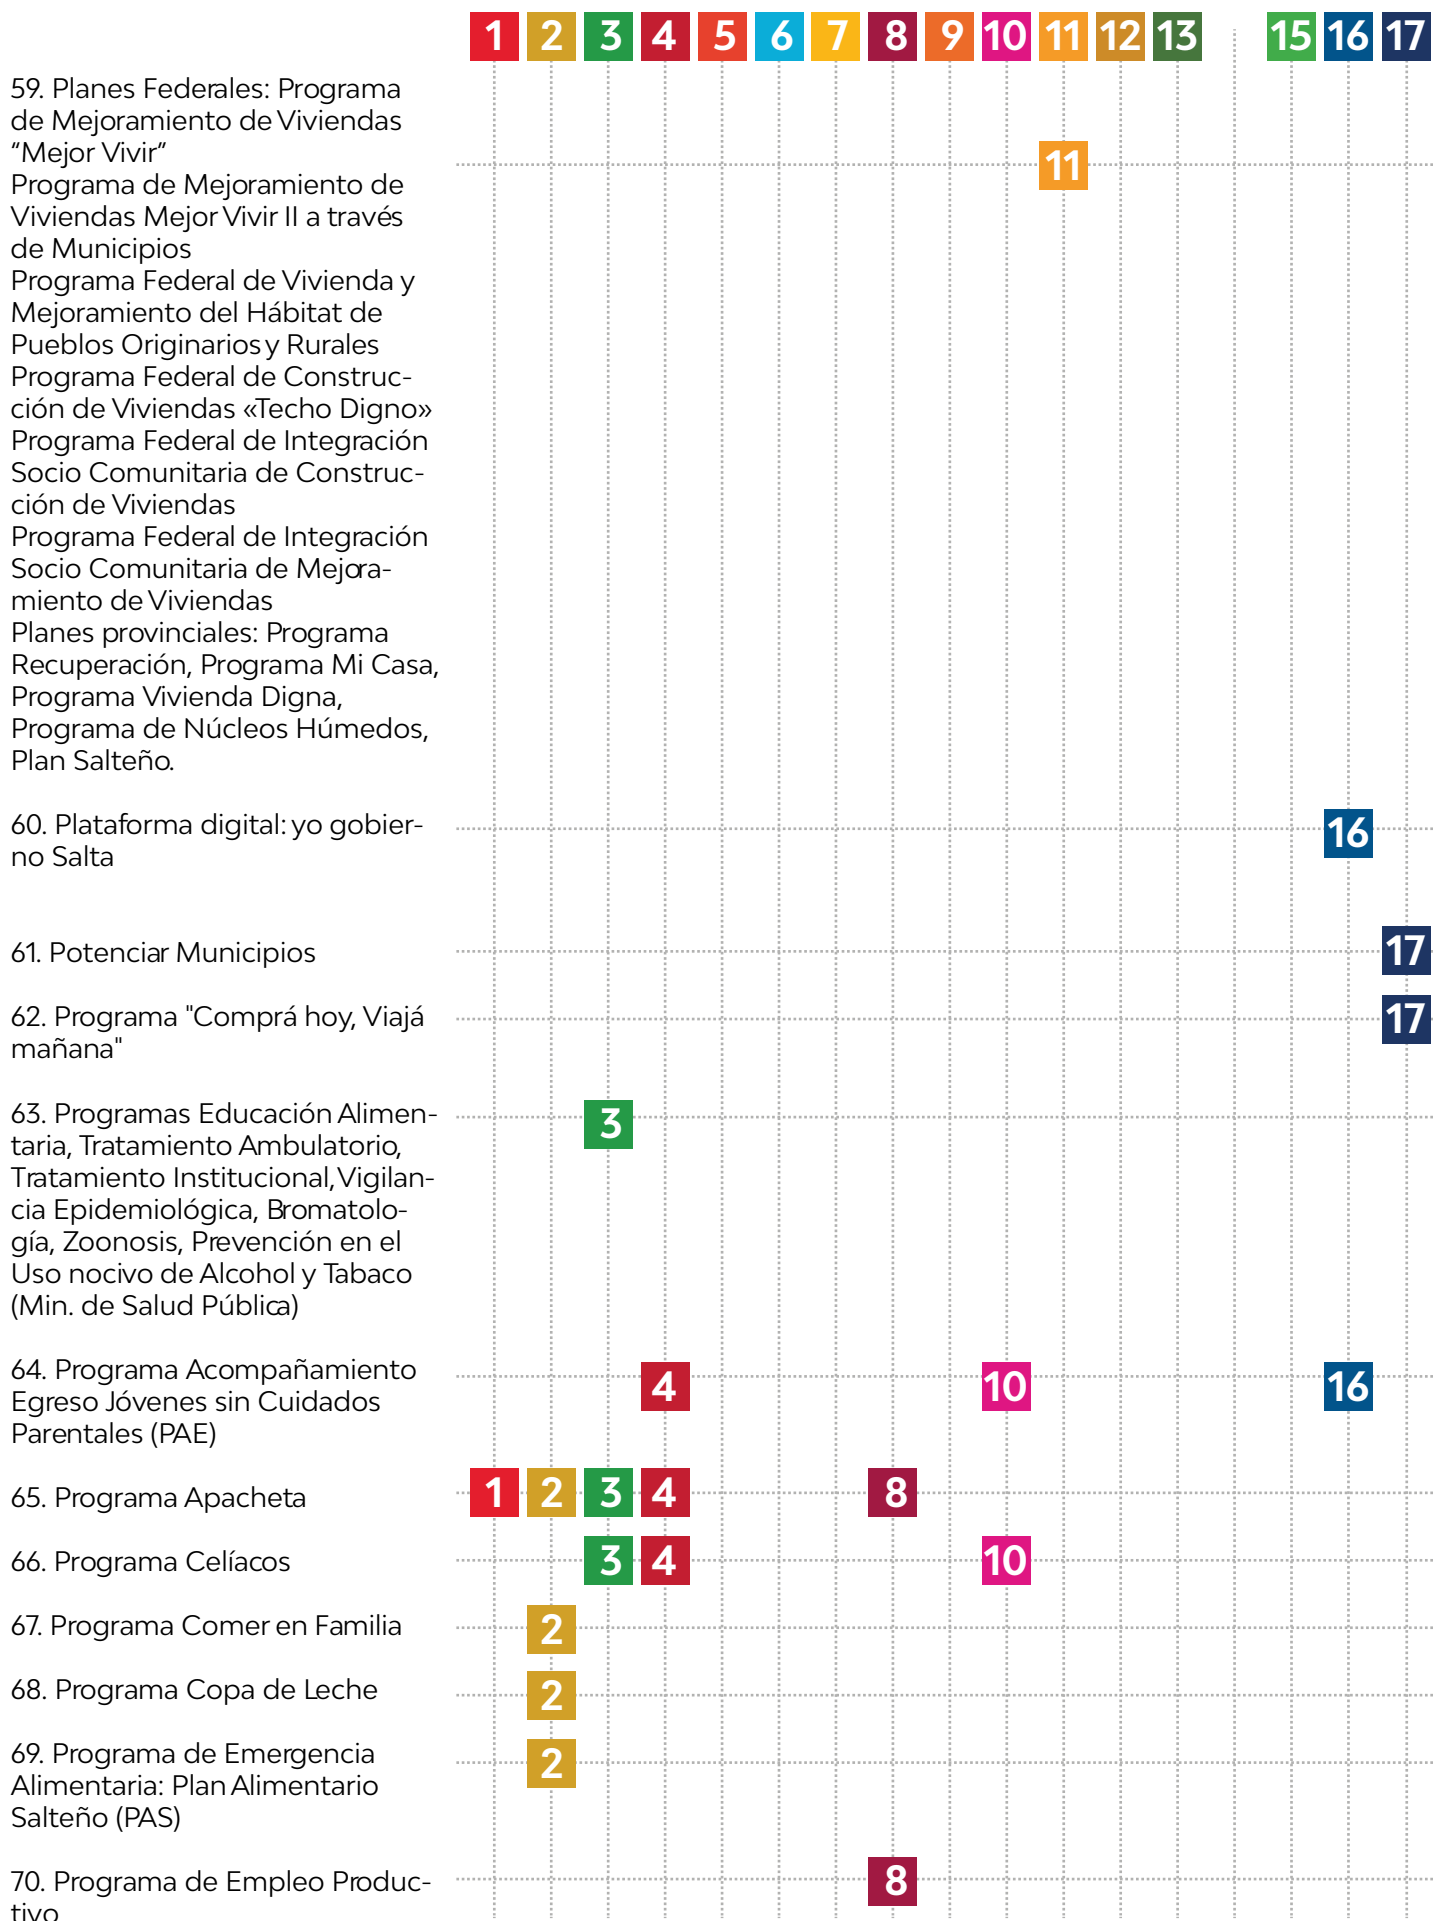 1 2 3 4 5 6 7 8 9 10 11 12 13 15 16 17
59. Planes Federales: Programa
de Mejoramiento de Viviendas
“Mejor Vivir“
11
Programa de Mejoramiento de
Viviendas Mejor Vivir II a través
de Municipios
Programa Federal de Vivienda y
Mejoramiento del Hábitat de
Pueblos Originarios y Rurales
Programa Federal de Construc-
ción de Viviendas «Techo Digno»
Programa Federal de Integración
Socio Comunitaria de Construc-
ción de Viviendas
Programa Federal de Integración
Socio Comunitaria de Mejora-
miento de Viviendas
Planes provinciales: Programa
Recuperación, Programa Mi Casa,
Programa Vivienda Digna,
Programa de Núcleos Húmedos,
Plan Salteño.
60. Plataforma digital: yo gobier-
no Salta
16
61. Potenciar Municipios
17
62. Programa "Comprá hoy, Viajá
mañana"
17
63. Programas Educación Alimen-
taria, Tratamiento Ambulatorio,
Tratamiento Institucional, Vigilan-
cia Epidemiológica, Bromatolo-
gía, Zoonosis, Prevención en el
Uso nocivo de Alcohol y Tabaco
(Min. de Salud Pública)
3
64. Programa Acompañamiento
Egreso Jóvenes sin Cuidados
Parentales (PAE)
4 10 16
65. Programa Apacheta
1 2 3 4 8
66. Programa Celíacos
3 4 10
67. Programa Comer en Familia
2
68. Programa Copa de Leche
2
69. Programa de Emergencia
Alimentaria: Plan Alimentario
Salteño (PAS)
2
70. Programa de Empleo Produc-
tivo
8